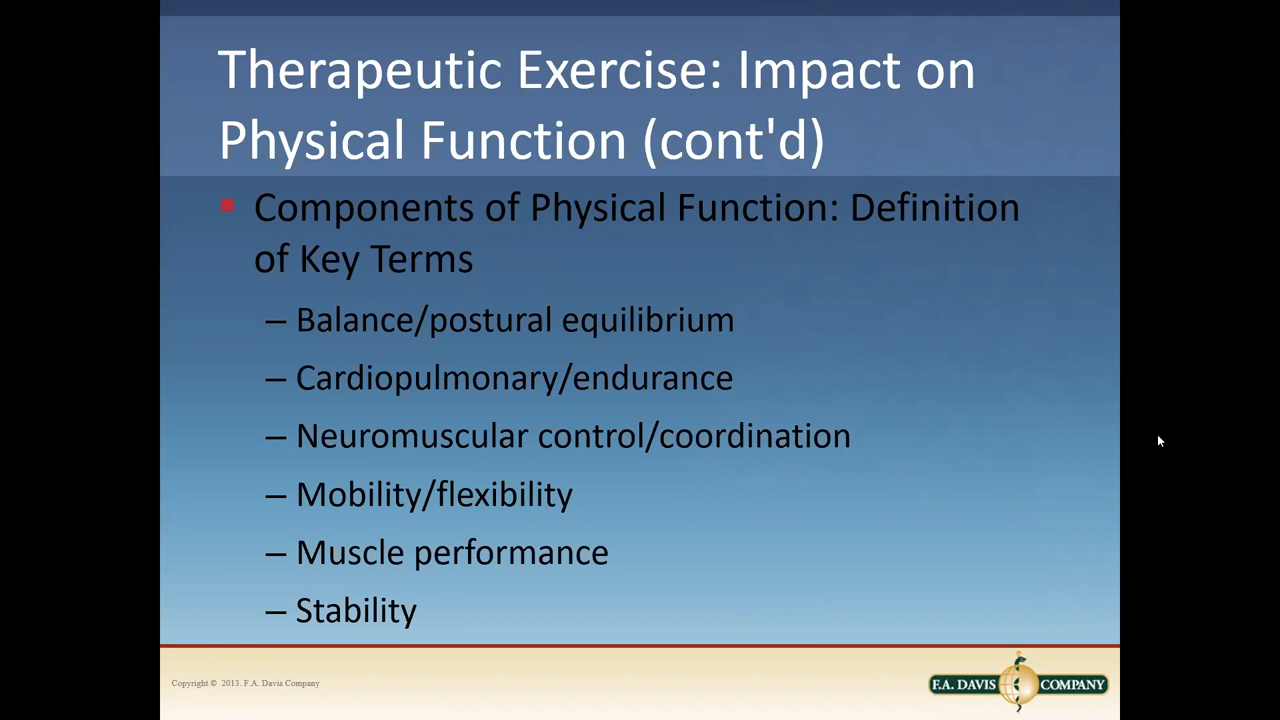 Therapeutic Exercise: Impact on
Physical Function (cont'd)
Components of Physical Function: Definition
of Key Terms
– Balance/postural equilibrium
– Cardiopulmonary/endurance
– Neuromuscular control/coordination
– Mobility/flexibility
– Muscle performance
– Stability
Copyright © 2013. F.A. Davis Company
F.A. DAVIS COMPANY